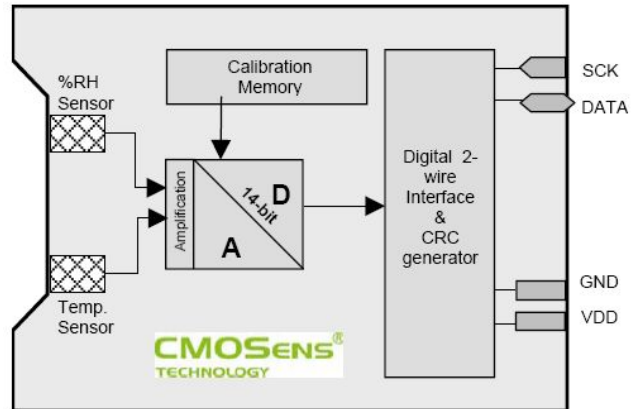 %RH
Sensor
Calibration
Memory
SCK
DATA
Amplification
14-bit
D
A
Digital 2-
wire
Interface
&
CRC
generator
Temp.
Sensor
GND
VDD
CMOSENS®
TECHNOLOGY